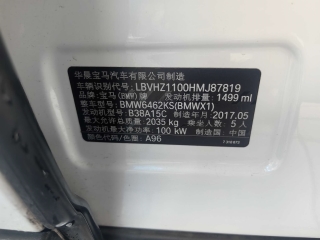 华晨宝马汽车有限公司制造
车辆识别代号: LBVHZ1100HMJ87819
品牌: 宝马(BMW)牌 发动机排量: 1499 ml
整车型号: BMW6462KS(BMWX1)
发动机型号: B38A15C 制造年月: 2017.05
最大允许总质量: 2035 kg 乘坐人数: 5人
发动机最大净功率: 100 kW 制造国: 中国
颜色代码/色圈: A96